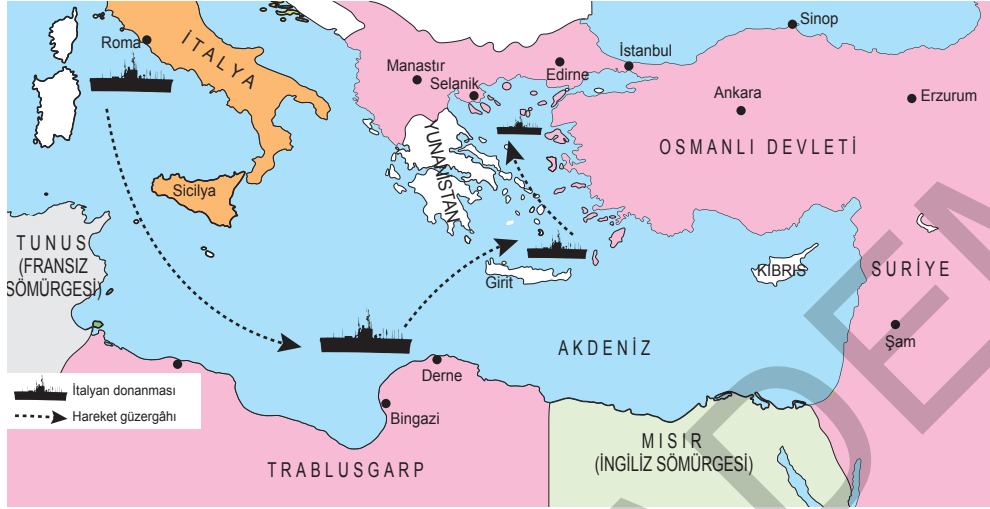 Sinop
Roma
İTALYA
İstanbul
Manastır
Edirne
Selanik
Ankara
Erzurum
YUNANİSTAN
OSMANLI DEVLETİ
Sicilya
TUNUS
(FRANSIZ
SÖMÜRGESİ)
Girit
KIBRIS
SURİYE
Şam
AKDENİZ
Derne
İtalyan donanması
Hareket güzergâhı
Bingazi
MISIR
(İNGİLİZ SÖMÜRGESİ)
TRABLUSGARP
DEM